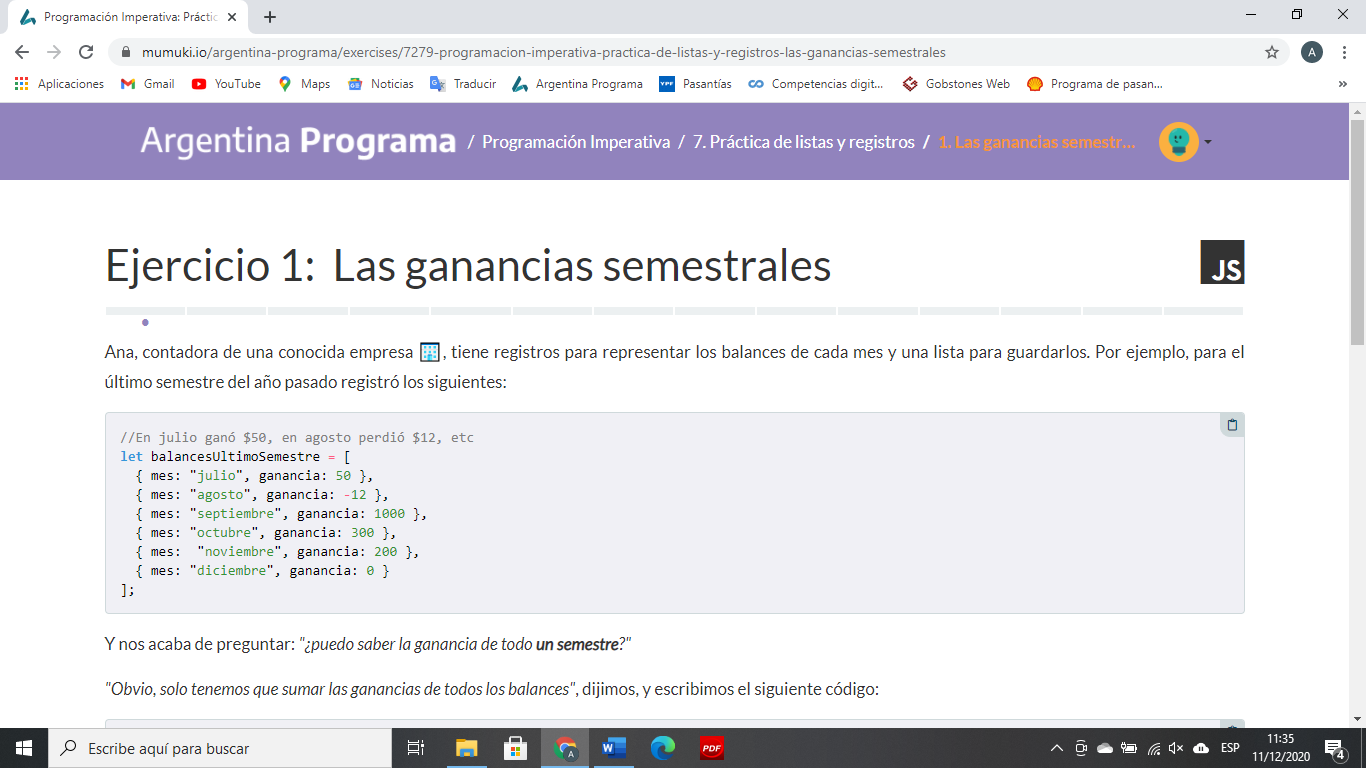 Programación Imperativa: Práctic
mumuki.io/argentina-programa/exercises/7279-programacion-imperativa-practica-de-listas-y-registros-las-ganancias-semestrales
A
Aplicaciones Gmail YouTube Maps Noticias Traducir Argentina Programa YPF Pasantías Competencias digit... Gobstones Web Programa de pasan... »
Argentina Programa / Programación Imperativa / 7. Práctica de listas y registros / 1. Las ganancias semestr...
Ejercicio 1: Las ganancias semestrales
JS
Ana, contadora de una conocida empresa 🏢, tiene registros para representar los balances de cada mes y una lista para guardarlos. Por ejemplo, para el
último semestre del año pasado registró los siguientes:
//En julio ganó $50, en agosto perdió $12, etc
let balancesUltimoSemestre = [
{ mes: "julio", ganancia: 50 },
{ mes: "agosto", ganancia: -12 },
{ mes: "septiembre", ganancia: 1000 },
{ mes: "octubre", ganancia: 300 },
{ mes:  "noviembre", ganancia: 200 },
{ mes: "diciembre", ganancia: 0 }
];
Y nos acaba de preguntar: "¿puedo saber la ganancia de todo un semestre?"
"Obvio, solo tenemos que sumar las ganancias de todos los balances", dijimos, y escribimos el siguiente código:
Escribe aquí para buscar
A
W
PDF
ESP
11:35
11/12/2020
4